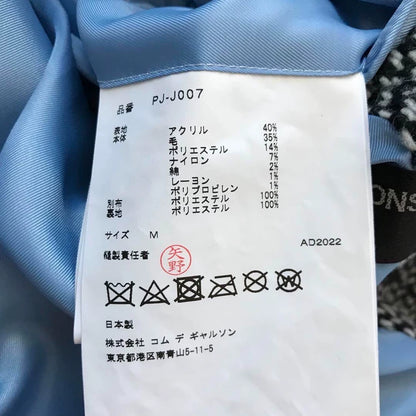 品番 PJ-J007
表地 アクリル 40%
本体 毛 35%
ポリエステル 14%
ナイロン 7%
綿 2%
レーヨン 1%
ポリプロピレン 1%
別布 ポリエステル 100%
裏地 ポリエステル 100%
サイズ M AD2022
縫製責任者 矢野
日本製
株式会社 コム デ ギャルソン
東京都港区南青山5-11-5
ONS